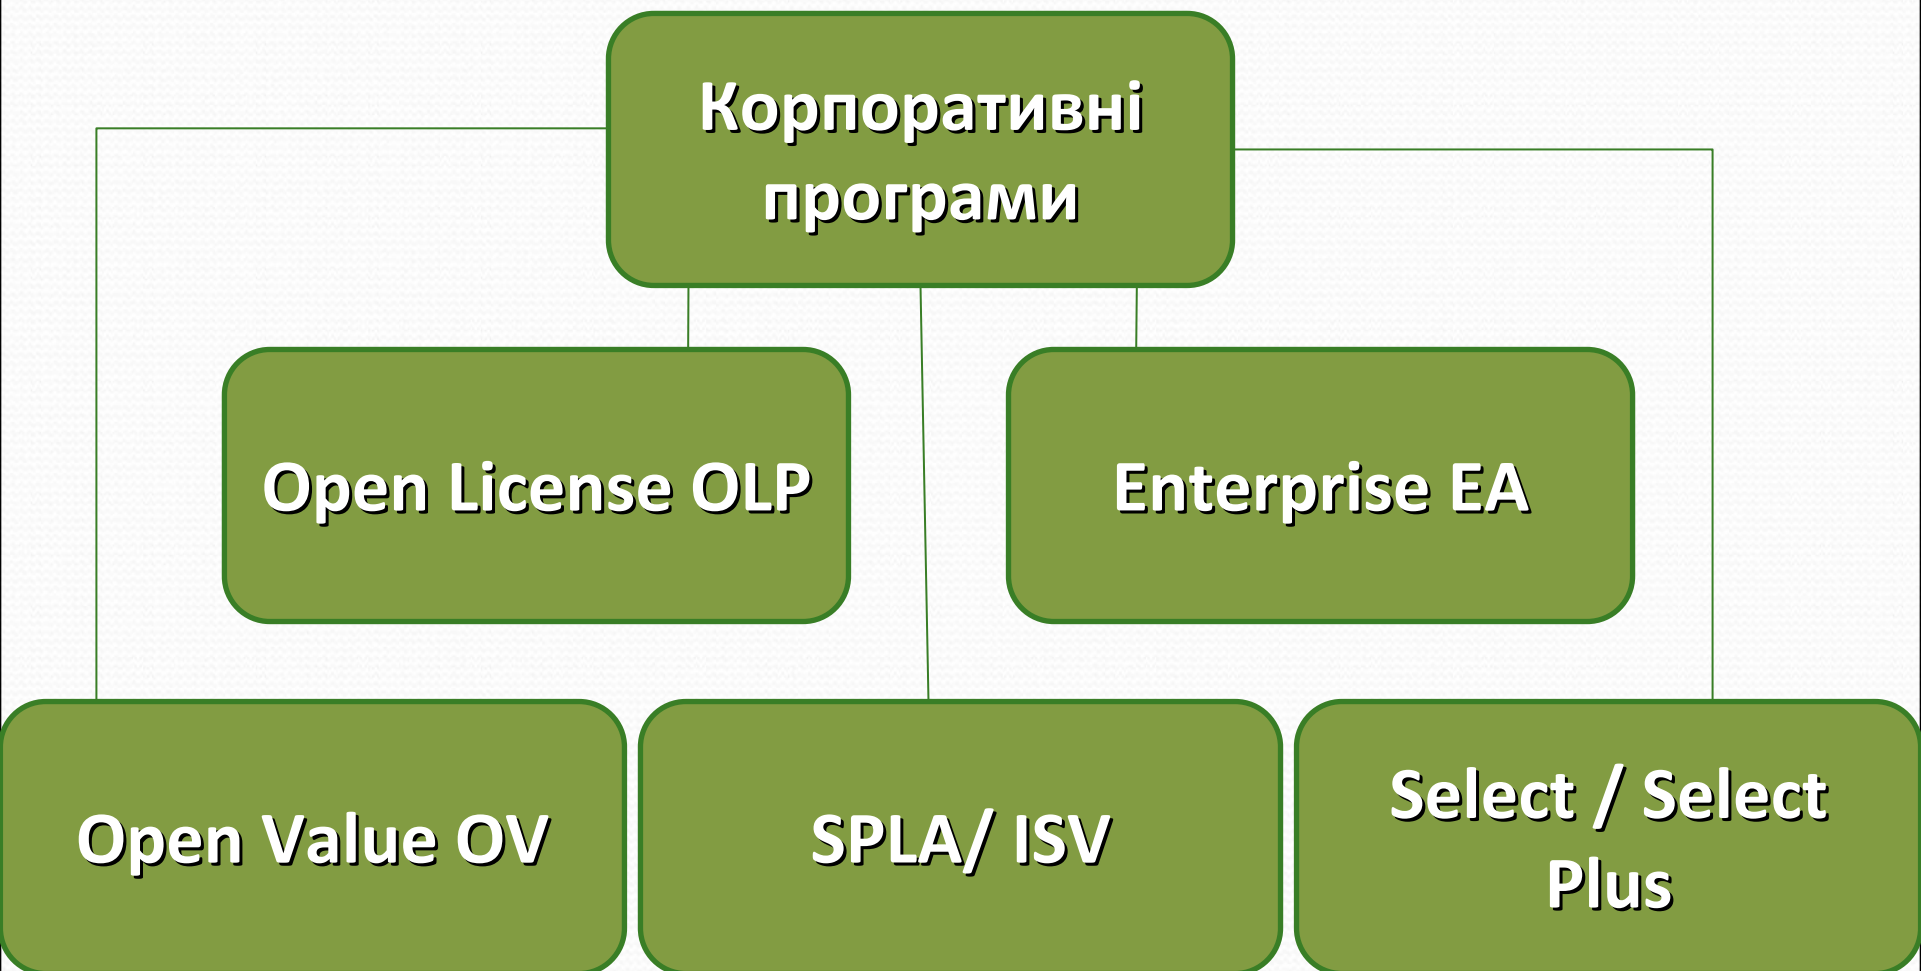 Корпоративні
програми
Open License OLP
Enterprise EA
Open Value OV
SPLA/ ISV
Select / Select
Plus